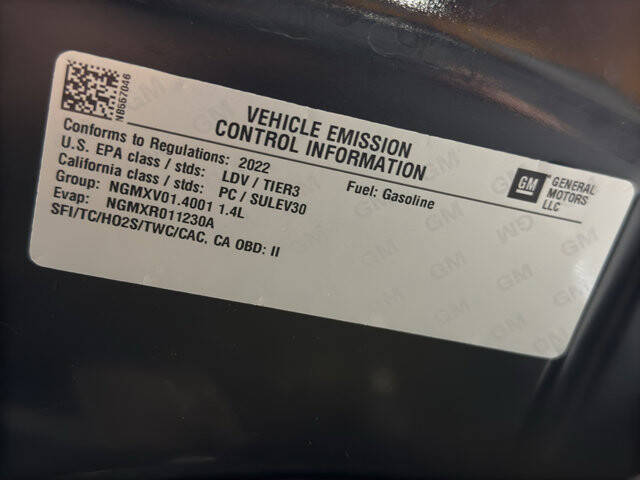 NB557046
VEHICLE EMISSION
CONTROL INFORMATION
Conforms to Regulations: 2022
U.S. EPA class / stds: LDV / TIER3 Fuel: Gasoline
California class / stds: PC / SULEV30
Group: NGMXV01.4001 1.4L
Evap: NGMXR011230A
SFI/TC/HO2S/TWC/CAC, CA OBD: II
GM
GENERAL
MOTORS
LLC